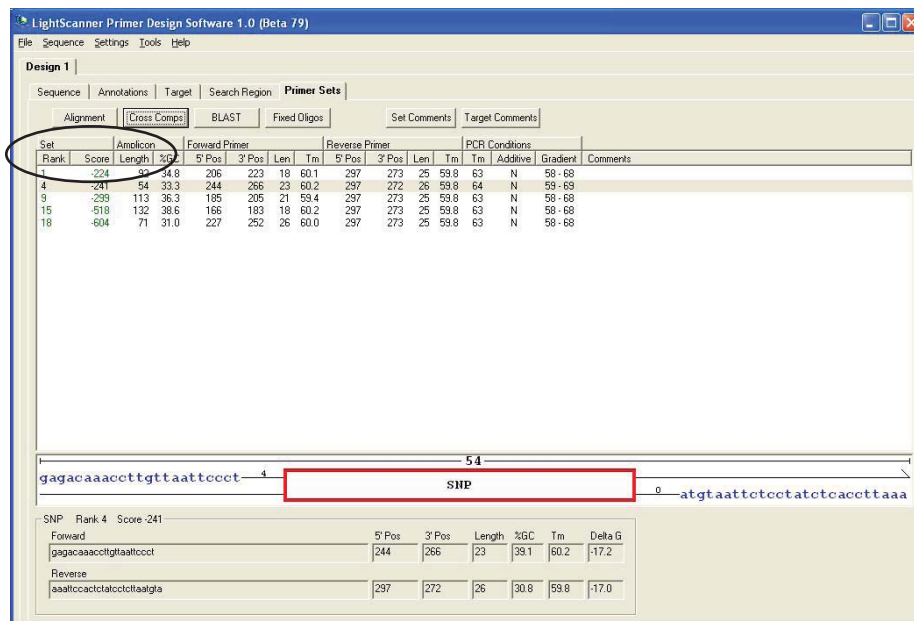 LightScanner Primer Design Software 1.0 (Beta 79)
File Sequence Settings Tools Help
Design 1
Sequence Annotations Target Search Region Primer Sets
Alignment Cross Comps BLAST Fixed Oligos Set Comments Target Comments
Set Amplicon Forward Primer Reverse Primer PCR Conditions
Rank Score Length %GC 5' Pos 3' Pos Len Tm 5' Pos 3' Pos Len Tm Tm Additive Gradient Comments
1 -224 92 34.8 206 223 18 60.1 297 273 25 59.8 63 N 58 - 68
4 -241 54 33.3 244 266 23 60.2 297 272 26 59.8 64 N 59 - 69
9 -299 113 36.3 185 205 21 59.4 297 273 25 59.8 63 N 58 - 68
15 -518 132 38.6 166 183 18 60.2 297 273 25 59.8 63 N 58 - 68
18 -604 71 31.0 227 252 26 60.0 297 273 25 59.8 63 N 58 - 68
54
gagacaaaccttgttaattccct 4
SNP
0 atgtaattctcctatctcaccttaaa
SNP Rank 4 Score -241
Forward 5' Pos 3' Pos Length %GC Tm Delta G
gagacaaaccttgttaattccct 244 266 23 39.1 60.2 -17.2
Reverse
aaattccactctatcctcttaatgta 297 272 26 30.8 59.8 -17.0